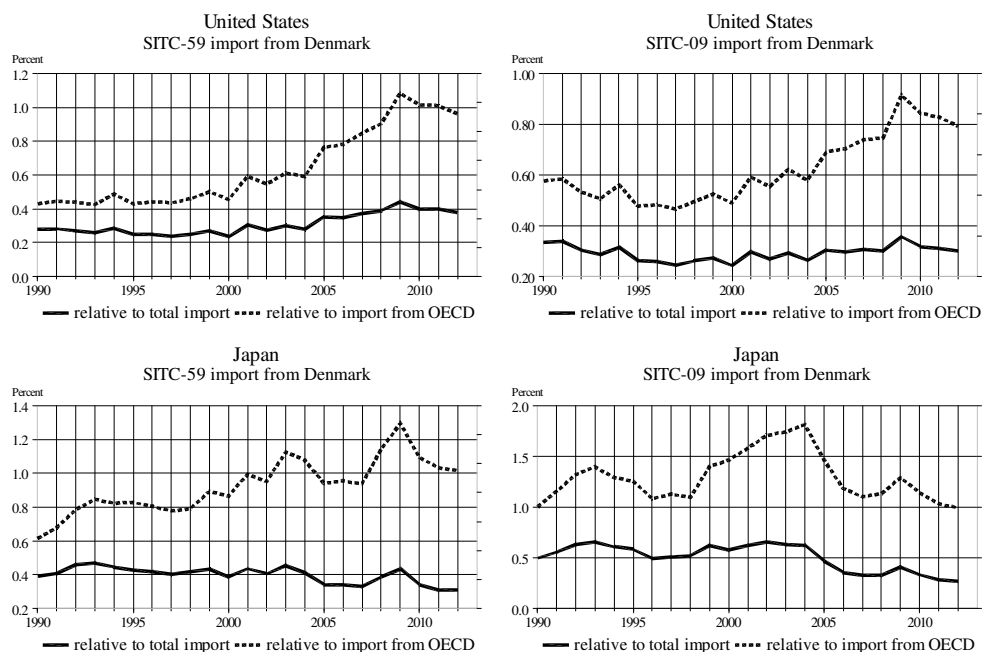 United States
SITC-59 import from Denmark
Percent
1.2
1.0
0.8
0.6
0.4
0.2
0.0
1990 1995 2000 2005 2010
relative to total import relative to import from OECD
United States
SITC-09 import from Denmark
Percent
1.00
0.80
0.60
0.40
0.20
1990 1995 2000 2005 2010
relative to total import relative to import from OECD
Japan
SITC-59 import from Denmark
Percent
1.4
1.2
1.0
0.8
0.6
0.4
0.2
1990 1995 2000 2005 2010
relative to total import relative to import from OECD
Japan
SITC-09 import from Denmark
Percent
2.0
1.5
1.0
0.5
0.0
1990 1995 2000 2005 2010
relative to total import relative to import from OECD